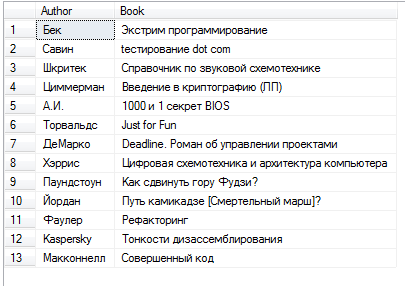 Author Book
1 Бек Экстрим программирование
2 Савин тестирование dot com
3 Шкритек Справочник по звуковой схемотехнике
4 Циммерман Введение в криптографию (ПП)
5 А.И. 1000 и 1 секрет BIOS
6 Торвальдс Just for Fun
7 ДеМарко Deadline. Роман об управлении проектами
8 Хэррис Цифровая схемотехника и архитектура компьютера
9 Паундстоун Как сдвинуть гору Фудзи?
10 Йордан Путь камикадзе [Смертельный марш]?
11 Фаулер Рефакторинг
12 Kaspersky Тонкости дизассемблирования
13 Макконнелл Совершенный код